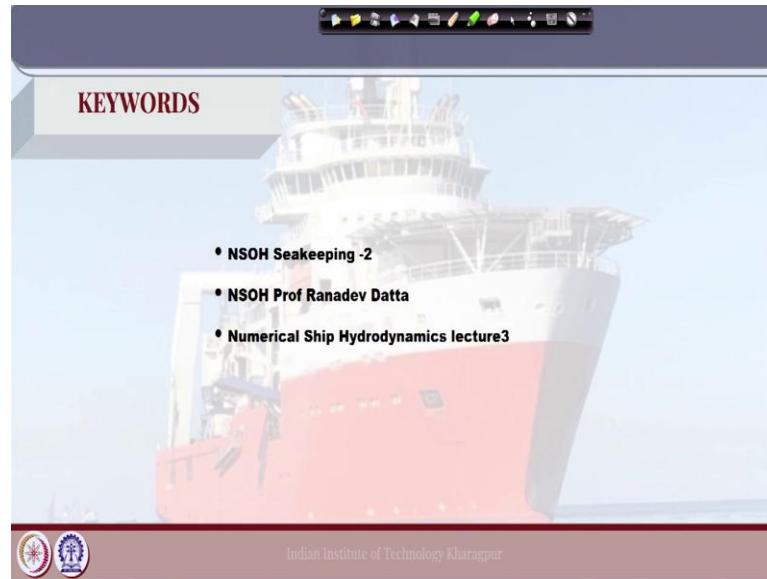 KEYWORDS
• NSOH Seakeeping -2
• NSOH Prof Ranadev Datta
• Numerical Ship Hydrodynamics lecture3
Indian Institute of Technology Kharagpur